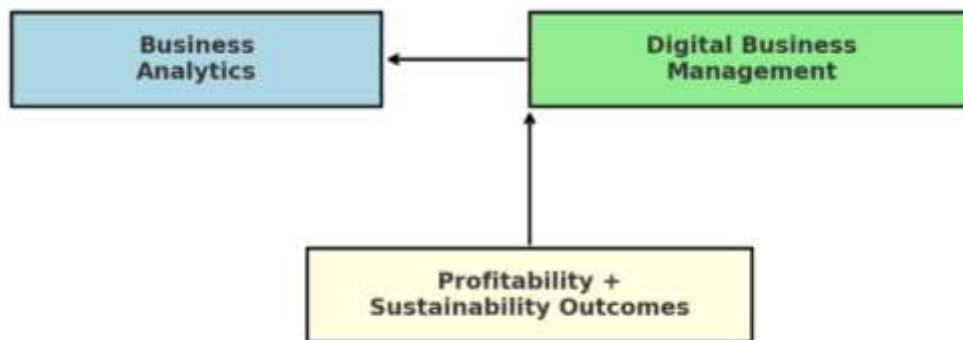 Business
Analytics
Digital Business
Management
Profitability +
Sustainability Outcomes